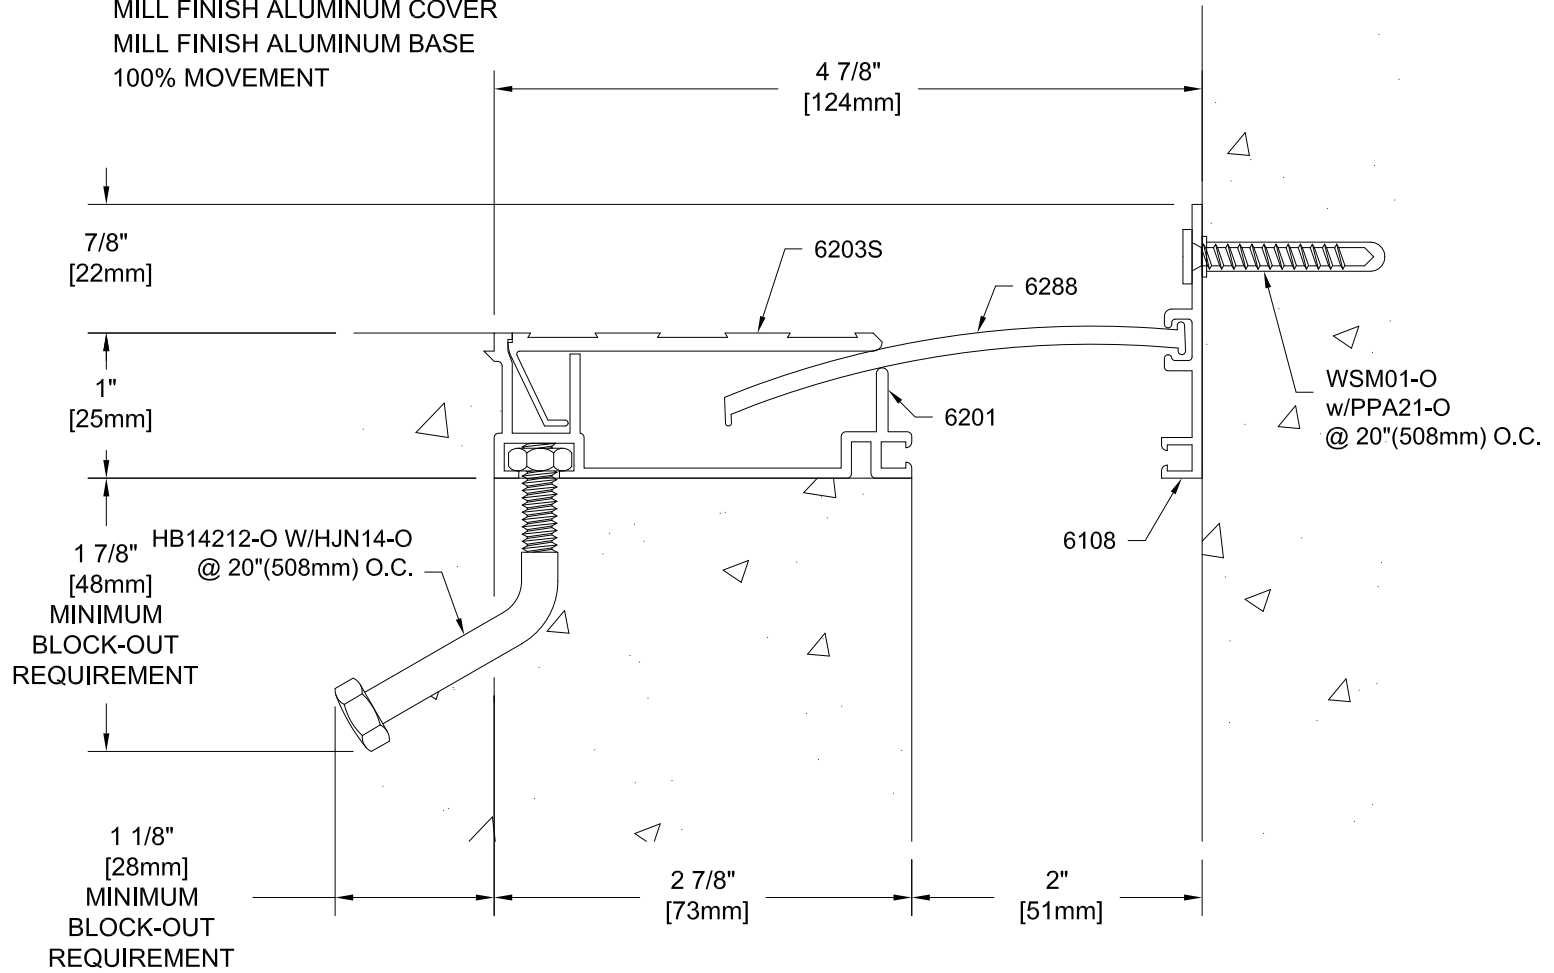 MILL FINISH ALUMINUM COVER
MILL FINISH ALUMINUM BASE
100% MOVEMENT
4 7/8"
[124mm]
7/8"
[22mm]
6203S
6288
1"
[25mm]
WSM01-O
w/PPA21-O
@ 20"(508mm) O.C.
6201
6108
HB14212-O W/HJN14-O
@ 20"(508mm) O.C.
1 7/8"
[48mm]
MINIMUM
BLOCK-OUT
REQUIREMENT
1 1/8"
[28mm]
MINIMUM
BLOCK-OUT
REQUIREMENT
2 7/8"
[73mm]
2"
[51mm]